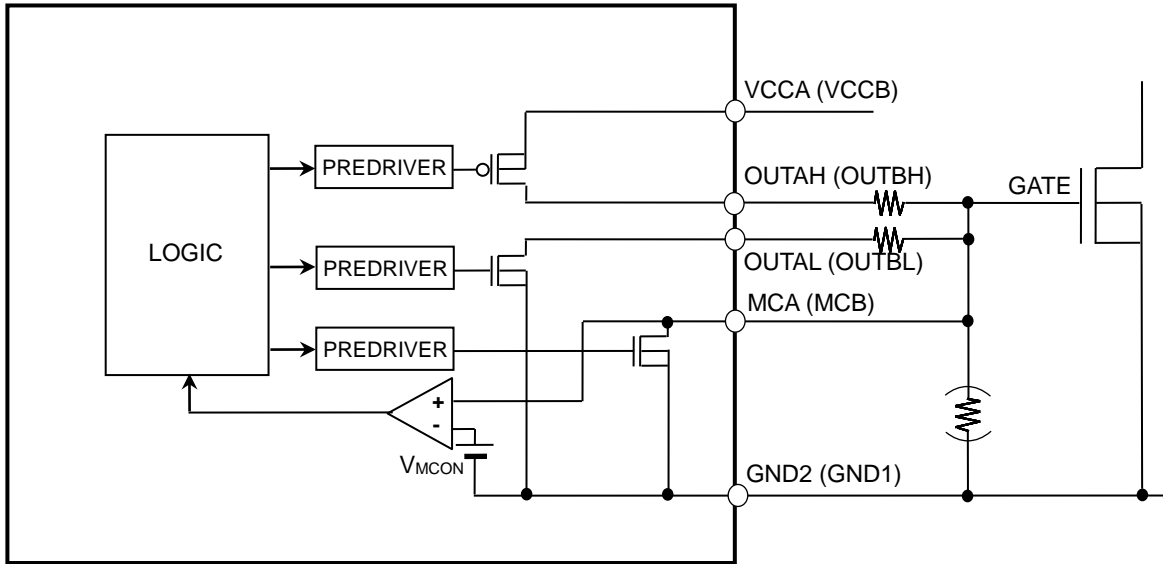 VCCA (VCCB)
PREDRIVER
OUTAH (OUTBH)
GATE
LOGIC
PREDRIVER
OUTAL (OUTBL)
MCA (MCB)
PREDRIVER
+
-
VMCON
GND2 (GND1)